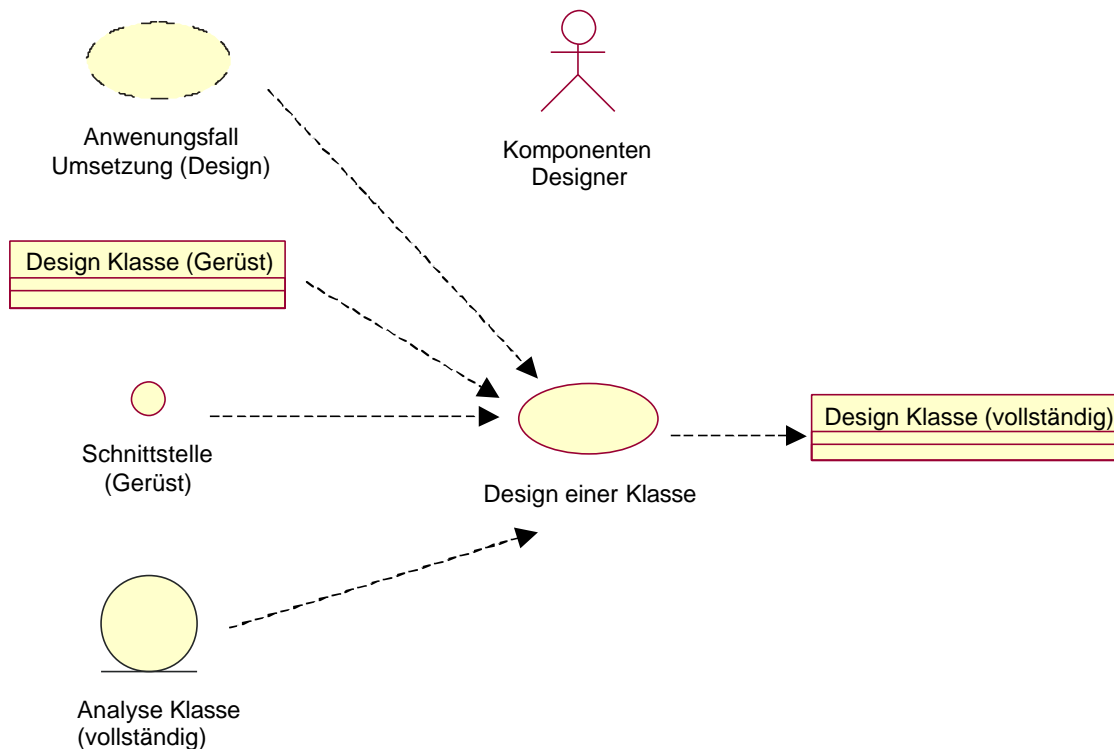 Anwenungsfall
Umsetzung (Design)
Komponenten
Designer
Design Klasse (Gerüst)
Schnittstelle
(Gerüst)
Design Klasse (vollständig)
Design einer Klasse
Analyse Klasse
(vollständig)